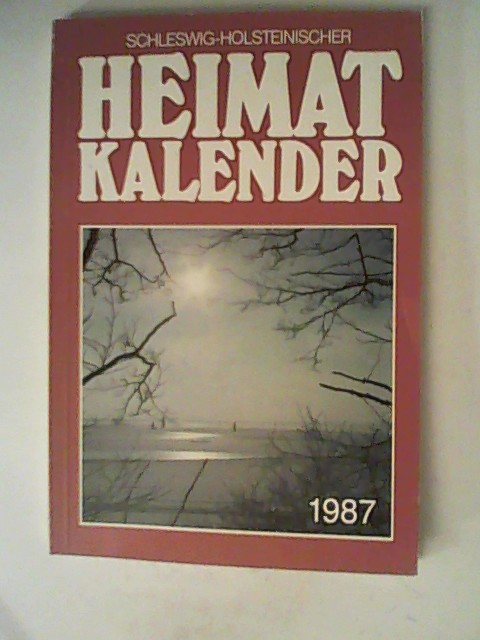 SCHLESWIG-HOLSTEINISCHER
HEIMAT
KALENDER
1987